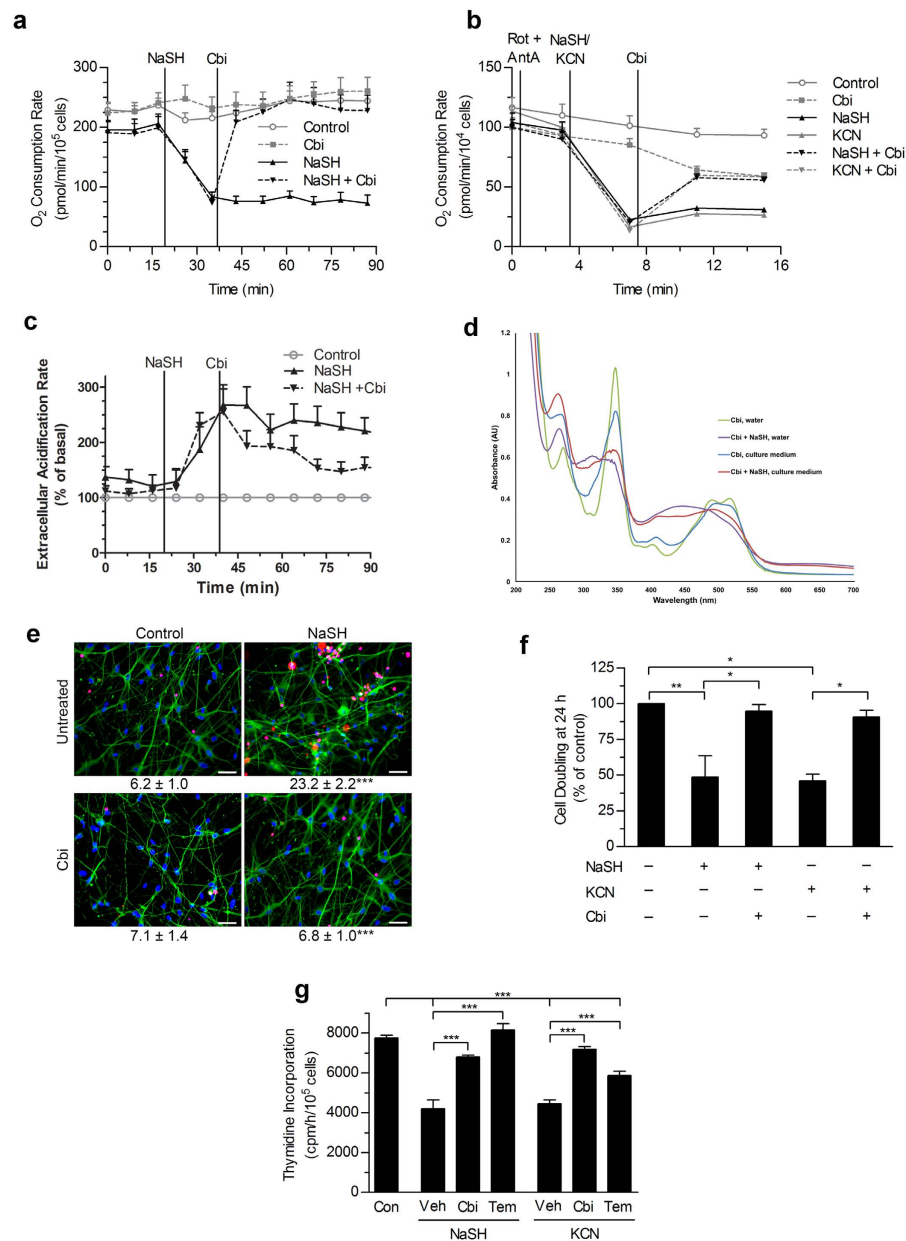 a
NaSH Cbi
250
200
150
100
50
0
O2 Consumption Rate
(pmol/min/10^5 cells)
0 15 30 45 60 75 90
Time (min)
Control
Cbi
NaSH
NaSH + Cbi
b
Rot + AntA
NaSH/ KCN
Cbi
150
100
50
0
O2 Consumption Rate
(pmol/min/10^4 cells)
0 4 8 12 16
Time (min)
Control
Cbi
NaSH
KCN
NaSH + Cbi
KCN + Cbi
c
NaSH Cbi
300
250
200
150
100
50
0
Extracellular Acidification Rate
(% of basal)
0 15 30 45 60 75 90
Time (min)
Control
NaSH
NaSH +Cbi
d
1.2
1
0.8
0.6
0.4
0.2
0
Absorbance (AU)
200 250 300 350 400 450 500 550 600 650 700
Wavelength (nm)
Cbi, water
Cbi + NaSH, water
Cbi, culture medium
Cbi + NaSH, culture medium
e
Control NaSH
Untreated
6.2 ± 1.0 23.2 ± 2.2***
Cbi
7.1 ± 1.4 6.8 ± 1.0***
f
125
100
75
50
25
0
Cell Doubling at 24 h
(% of control)
*
** * *
NaSH – + + – –
KCN – – – + +
Cbi – – + – +
g
8000
6000
4000
2000
0
Thymidine Incorporation
(cpm/h/10^5 cells)
***
*** ***
*** ***
Con Veh Cbi Tem Veh Cbi Tem
NaSH KCN